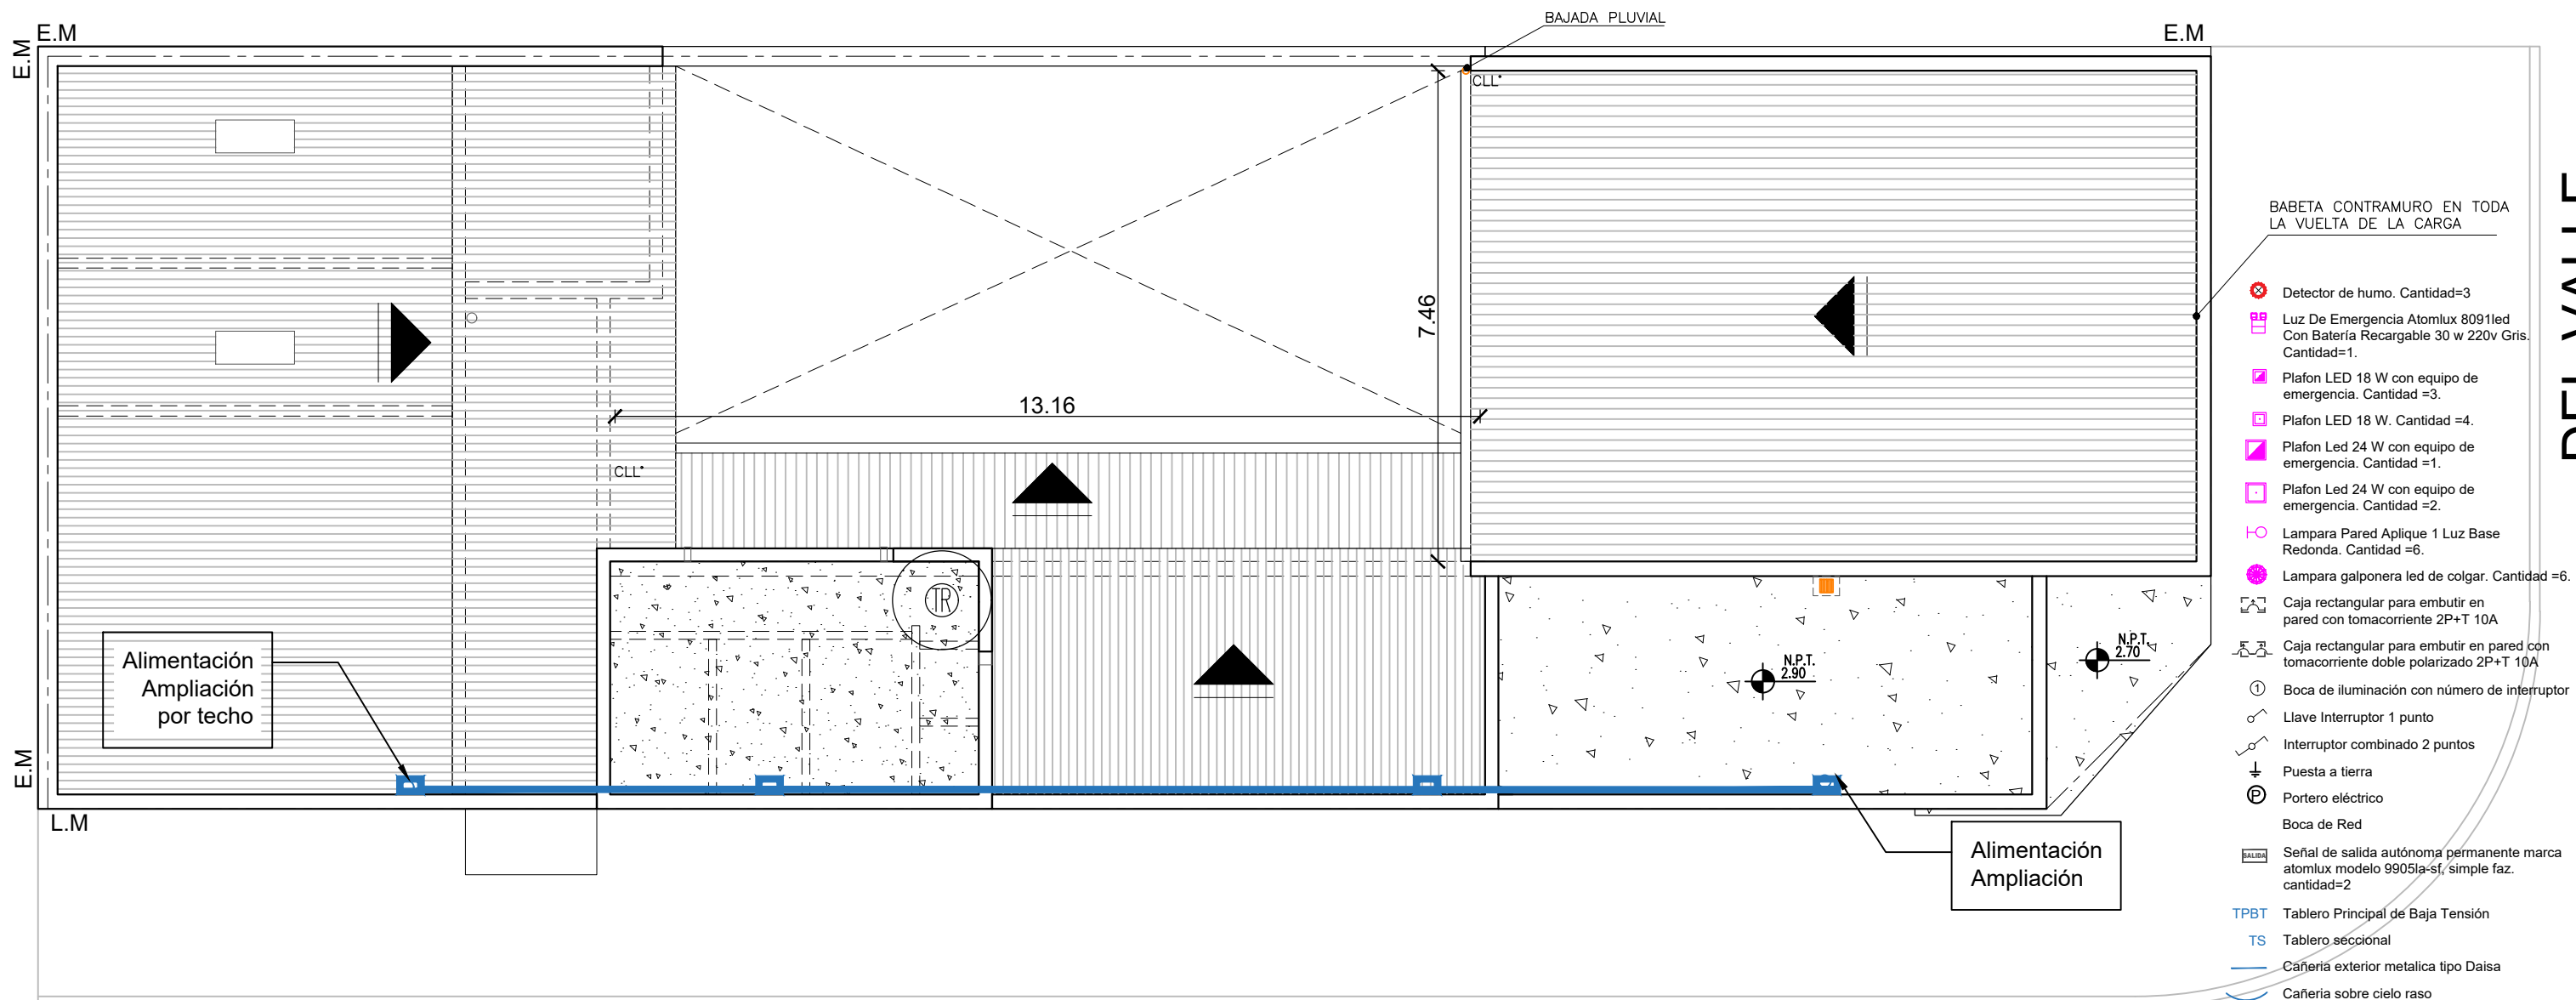 BAJADA PLUVIAL
E.M
E.M
E.M
CLL*
BABETA CONTRAMURO EN TODA
LA VUELTA DE LA CARGA
DEL VALLE
7.46
13.16
CLL*
TR
N.P.T.
2.90
N.P.T.
2.70
Alimentación
Ampliación
por techo
E.M
L.M
Alimentación
Ampliación
Detector de humo. Cantidad=3
Luz De Emergencia Atomlux 8091led
Con Batería Recargable 30 w 220v Gris.
Cantidad=1.
Plafon LED 18 W con equipo de
emergencia. Cantidad =3.
Plafon LED 18 W. Cantidad =4.
Plafon Led 24 W con equipo de
emergencia. Cantidad =1.
Plafon Led 24 W con equipo de
emergencia. Cantidad =2.
Lampara Pared Aplique 1 Luz Base
Redonda. Cantidad =6.
Lampara galponera led de colgar. Cantidad =6.
Caja rectangular para embutir en
pared con tomacorriente 2P+T 10A
Caja rectangular para embutir en pared con
tomacorriente doble polarizado 2P+T 10A
1 Boca de iluminación con número de interruptor
Llave Interruptor 1 punto
Interruptor combinado 2 puntos
Puesta a tierra
P Portero eléctrico
Boca de Red
SALIDA Señal de salida autónoma permanente marca
atomlux modelo 9905la-sf, simple faz.
cantidad=2
TPBT Tablero Principal de Baja Tensión
TS Tablero seccional
Cañeria exterior metalica tipo Daisa
Cañeria sobre cielo raso